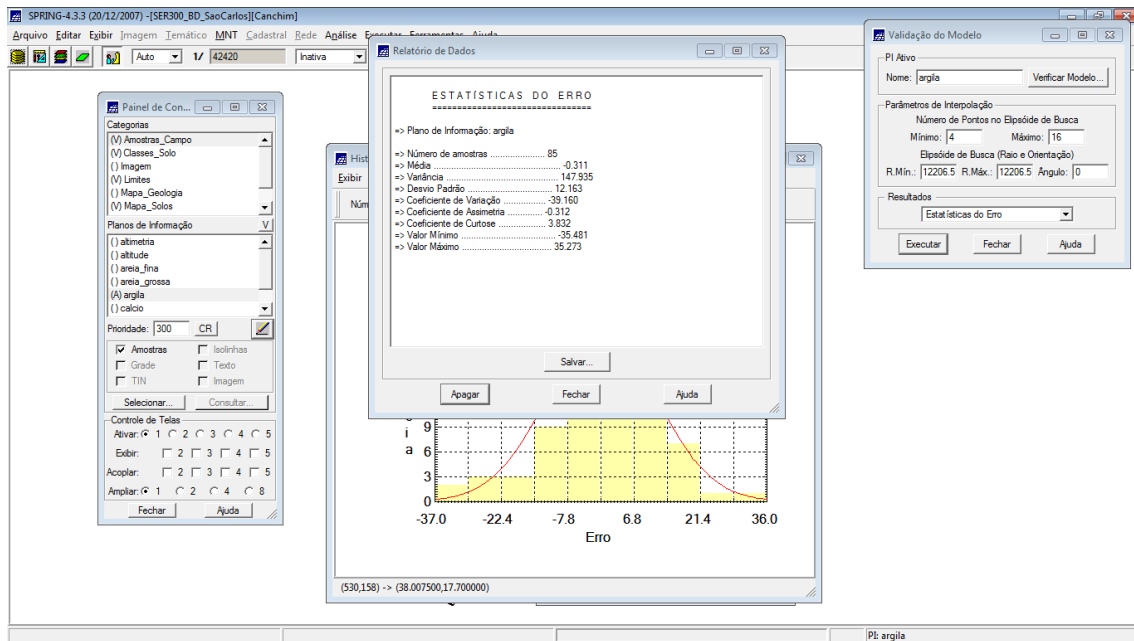 SPRING-4.3.3 (20/12/2007) -[SER300_BD_SaoCarlos][Canchim]
Arquivo Editar Exibir Imagem Temático MNT Cadastral Rede Análise Executar Ferramentas Ajuda
Auto 1/ 42420 Inativa
Painel de Con...
Categorias
(V) Amostras_Campo
(V) Classes_Solo
( ) Imagem
(V) Limites
( ) Mapa_Geologia
(V) Mapa_Solos
Planos de Informação V
( ) altimetria
( ) altitude
( ) areia_fina
( ) areia_grossa
(A) argila
( ) calcio
Prioridade: 300 CR
Amostras Isolinhas
Grade Texto
TIN Imagem
Selecionar... Consultar...
Controle de Telas
Ativar: 1 2 3 4 5
Exibir: 2 3 4 5
Acoplar: 2 3 4 5
Ampliar: 1 2 4 8
Fechar Ajuda
Relatório de Dados
ESTATÍSTICAS DO ERRO
================================
=> Plano de Informação: argila
=> Número de amostras ...................... 85
=> Média ..................................................... -0.311
=> Variância ............................................. 147.935
=> Desvio Padrão .................................. 12.163
=> Coeficiente de Variação ................... -39.160
=> Coeficiente de Assimetria .............. -0.312
=> Coeficiente de Curtose ................... 3.832
=> Valor Mínimo ...................................... -35.481
=> Valor Máximo ..................................... 35.273
Salvar...
Apagar Fechar Ajuda
Hist
Exibir
Núm
i
a
9
6
3
0
-37.0 -22.4 -7.8 6.8 21.4 36.0
Erro
(530,158) -> (38.007500,17.700000)
Validação do Modelo
PI Ativo
Nome: argila Verificar Modelo...
Parâmetros de Interpolação
Número de Pontos no Elipsóide de Busca
Mínimo: 4 Máximo: 16
Elipsóide de Busca (Raio e Orientação)
R.Mín.: 12206.5 R.Máx.: 12206.5 Angulo: 0
Resultados
Estatísticas do Erro
Executar Fechar Ajuda
PI: argila